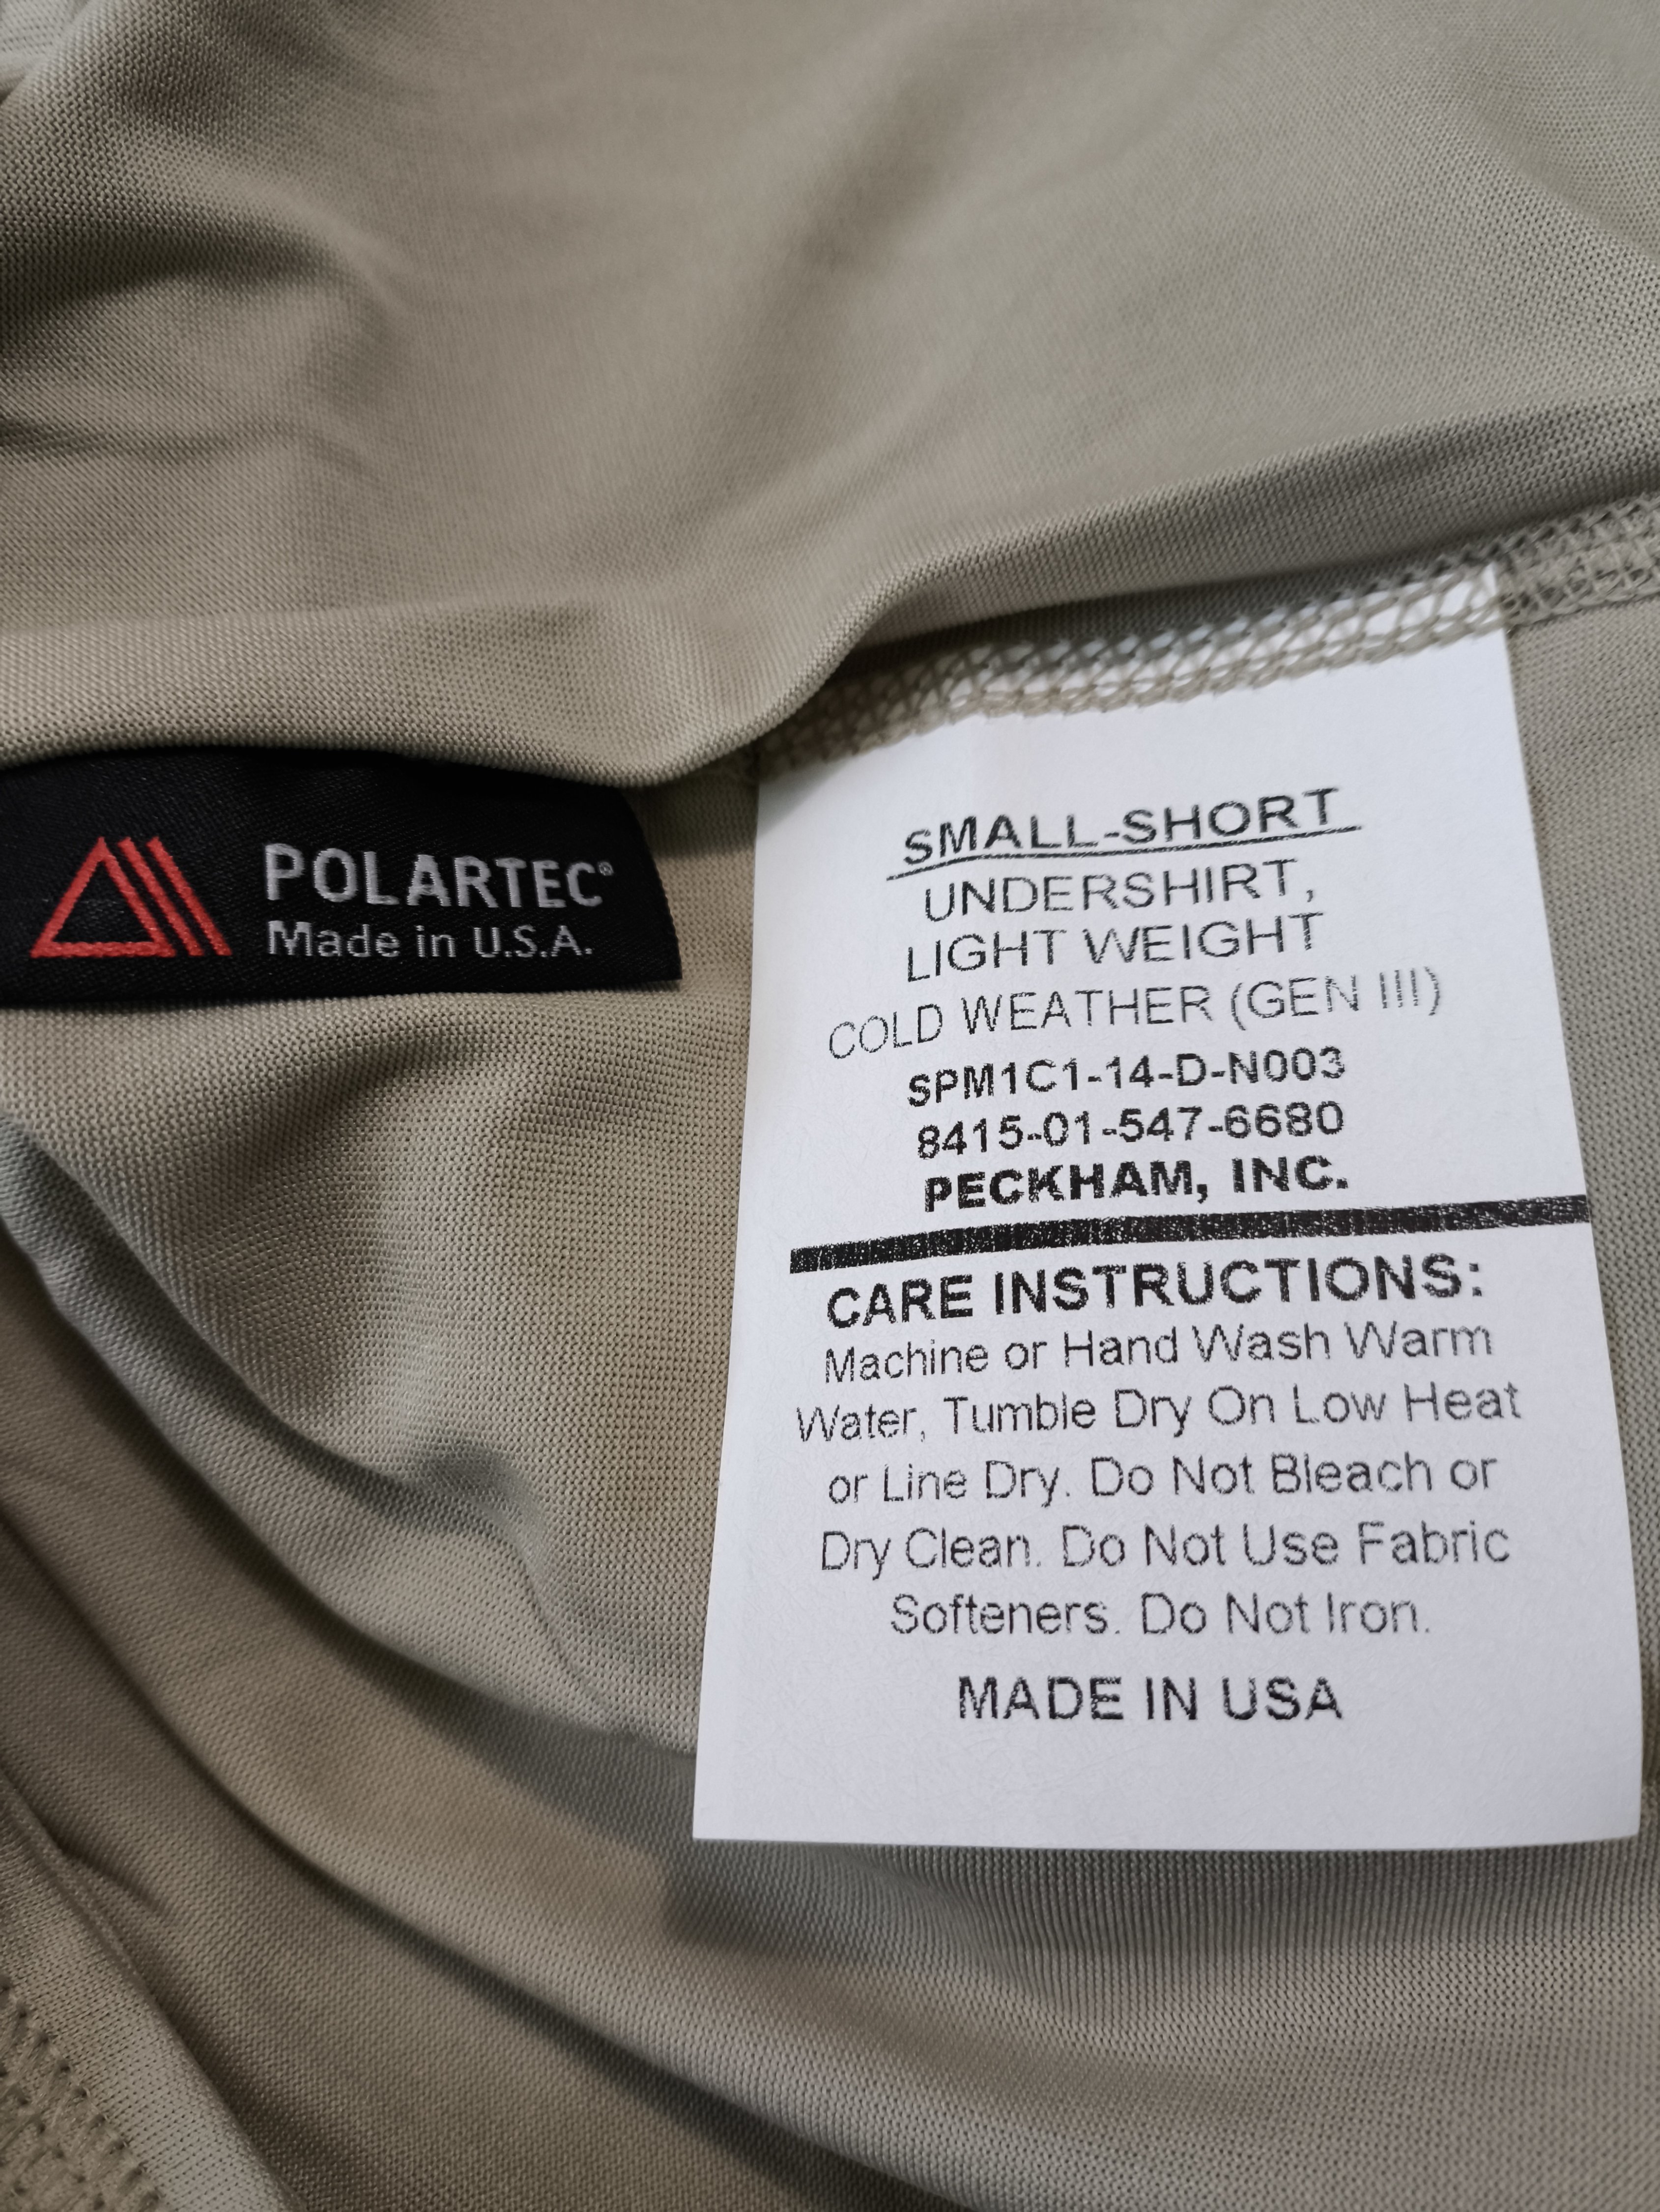 POLARTEC®
Made in U.S.A.
SMALL-SHORT
UNDERSHIRT,
LIGHT WEIGHT
COLD WEATHER (GEN III)
SPM1C1-14-D-N003
8415-01-547-6680
PECKHAM, INC.
CARE INSTRUCTIONS:
Machine or Hand Wash Warm
Water, Tumble Dry On Low Heat
or Line Dry. Do Not Bleach or
Dry Clean. Do Not Use Fabric
Softeners. Do Not Iron.
MADE IN USA